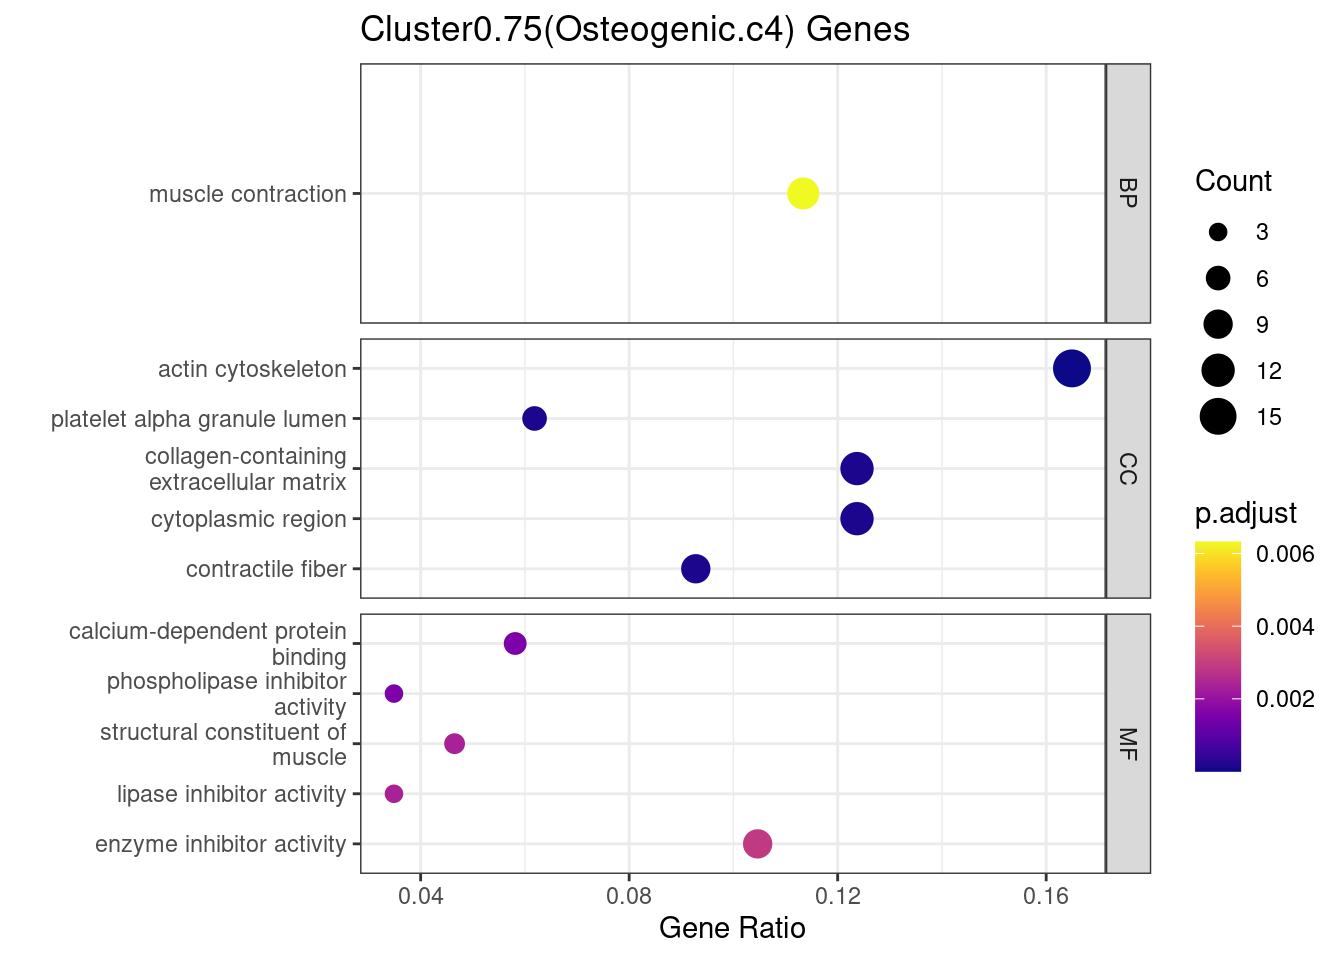 Cluster0.75(Osteogenic.c4) Genes
muscle contraction
BP
actin cytoskeleton
platelet alpha granule lumen
collagen-containing
extracellular matrix
cytoplasmic region
contractile fiber
CC
calcium-dependent protein
binding
phospholipase inhibitor
activity
structural constituent of
muscle
lipase inhibitor activity
enzyme inhibitor activity
MF
0.04
0.08
0.12
0.16
Gene Ratio
Count
3
6
9
12
15
p.adjust
0.006
0.004
0.002